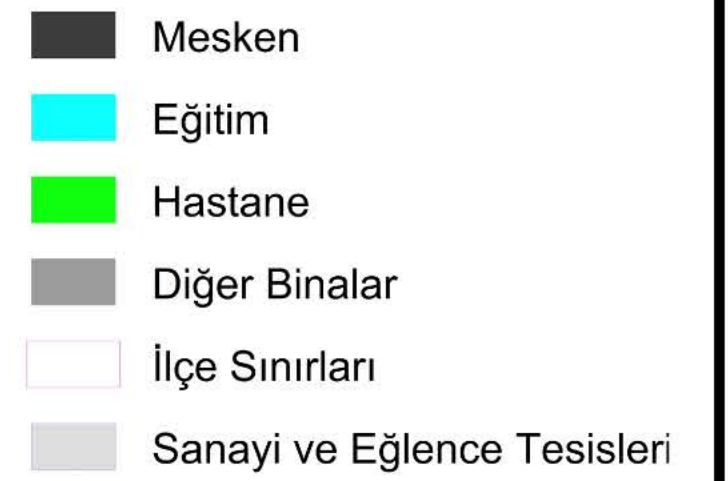 Mesken
Eğitim
Hastane
Diğer Binalar
İlçe Sınırları
Sanayi ve Eğlence Tesisleri